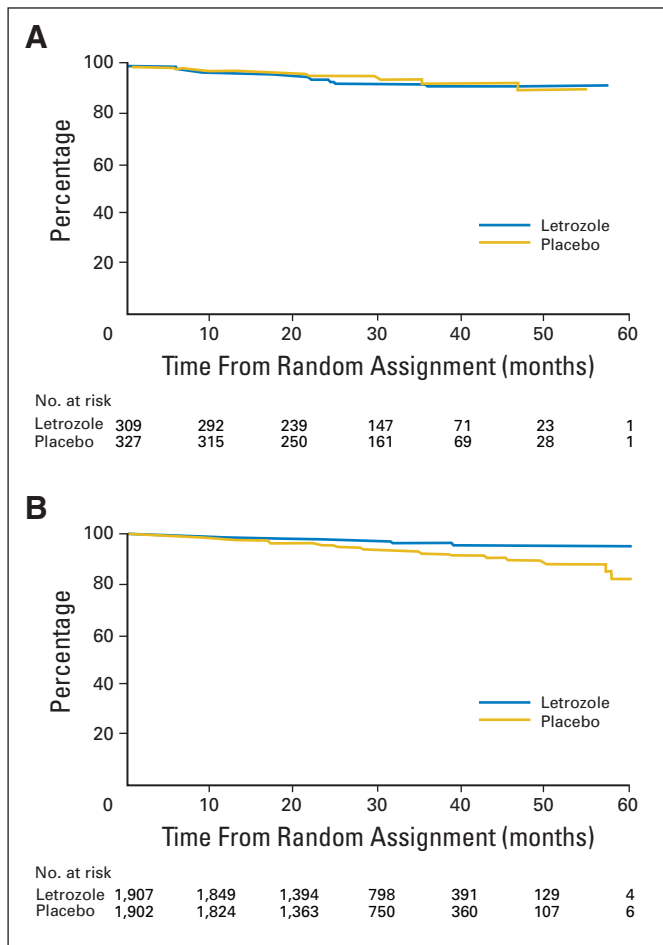 A
100
80
60
40
20
Percentage
Letrozole
Placebo
0 10 20 30 40 50 60
Time From Random Assignment (months)
No. at risk
Letrozole 309 292 239 147 71 23 1
Placebo 327 315 250 161 69 28 1
B
100
80
60
40
20
Percentage
Letrozole
Placebo
0 10 20 30 40 50 60
Time From Random Assignment (months)
No. at risk
Letrozole 1,907 1,849 1,394 798 391 129 4
Placebo 1,902 1,824 1,363 750 360 107 6